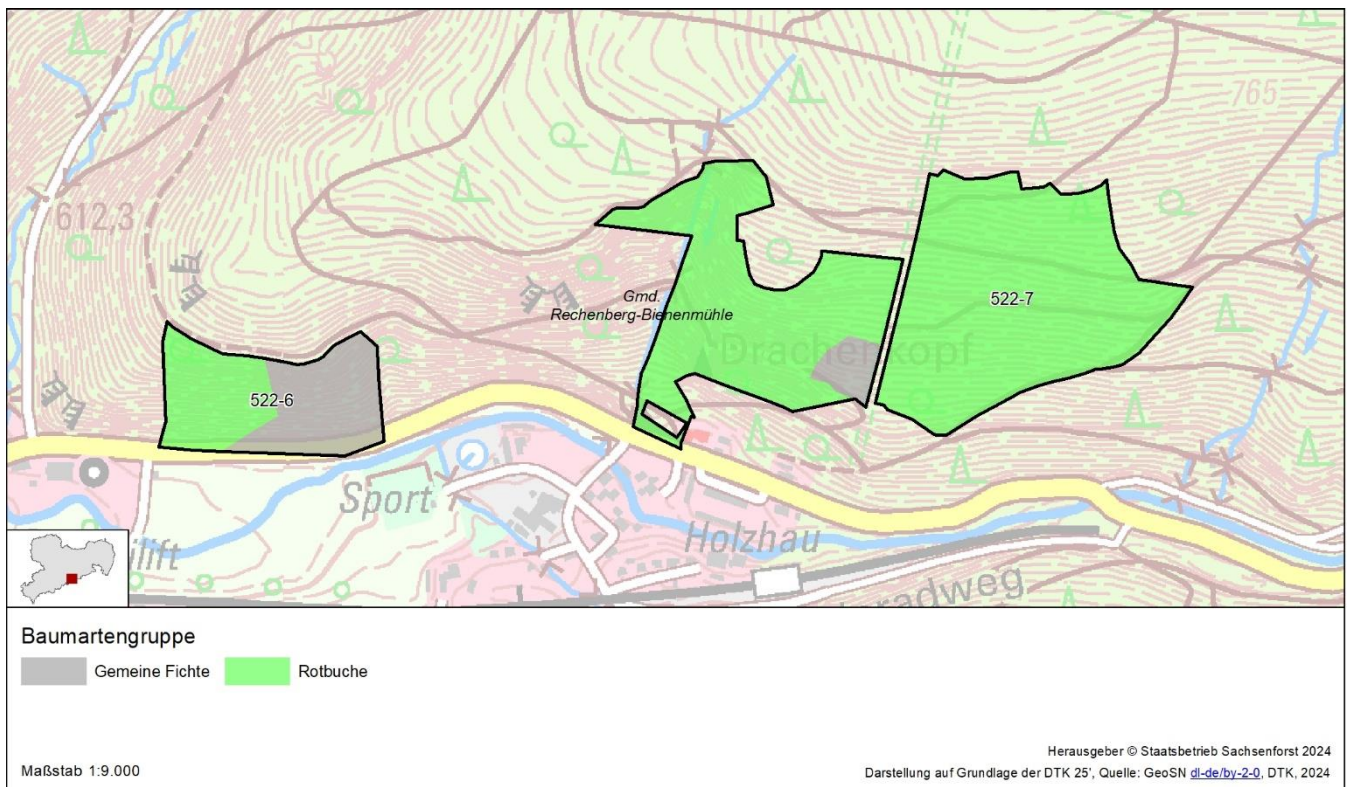 765
612,3
522-7
Gmd.
Rechenberg-Bienenmühle
Drachenkopf
522-6
Sport
Holzhau
ilift
radweg
Baumartengruppe
Gemeine Fichte
Rotbuche
Herausgeber © Staatsbetrieb Sachsenforst 2024
Maßstab 1:9.000
Darstellung auf Grundlage der DTK 25', Quelle: GeoSN dl-de/by-2-0, DTK, 2024